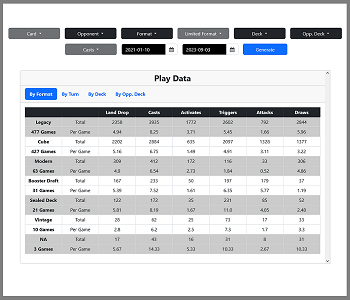 Card Opponent Format Limited Format Deck Opp. Deck
Casts 2021-01-10 2023-09-03 Generate
Play Data
By Format By Turn By Deck By Opp. Deck
Land Drop Casts Activates Triggers Attacks Draws
Legacy Total 2358 3935 1772 2602 792 2844
477 Games Per Game 4.94 8.25 3.71 5.45 1.66 5.96
Cube Total 2202 2884 635 2097 1328 1377
427 Games Per Game 5.16 6.75 1.49 4.91 3.11 3.22
Modern Total 309 412 172 116 33 306
63 Games Per Game 4.9 6.54 2.73 1.84 0.52 4.86
Booster Draft Total 167 233 50 197 179 37
31 Games Per Game 5.39 7.52 1.61 6.35 5.77 1.19
Sealed Deck Total 122 172 35 231 85 52
21 Games Per Game 5.81 8.19 1.67 11.0 4.05 2.48
Vintage Total 28 62 25 73 17 33
10 Games Per Game 2.8 6.2 2.5 7.3 1.7 3.3
NA Total 17 43 16 31 8 31
3 Games Per Game 5.67 14.33 5.33 10.33 2.67 10.33